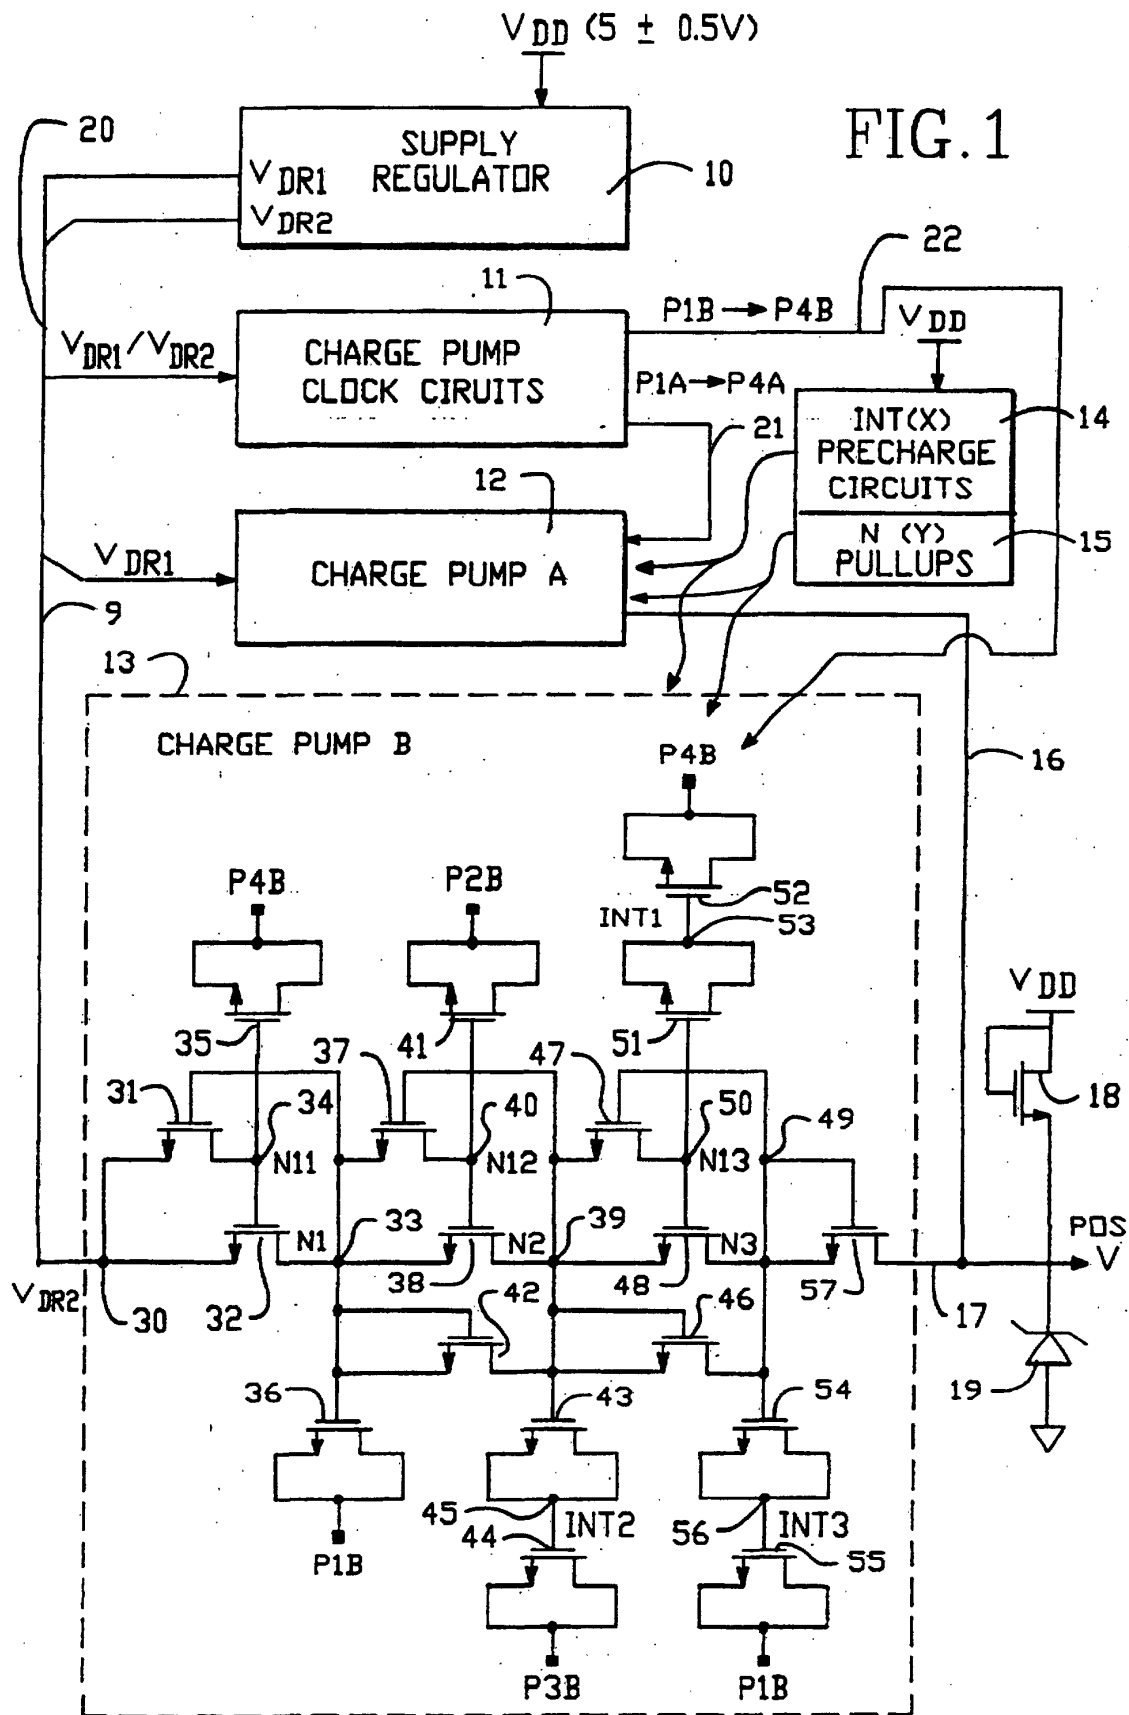 VDD (5 ± 0.5V)
FIG. 1
20
SUPPLY
REGULATOR
10
VDR1
VDR2
22
11
P1B → P4B
VDD
VDR1/VDR2
CHARGE PUMP
CLOCK CIRUITS
P1A→P4A
INT(X)
PRECHARGE
CIRCUITS
14
21
12
N (Y)
PULLUPS
15
VDR1
CHARGE PUMP A
9
13
CHARGE PUMP B
16
P4B
P4B
P2B
52
INT1
53
VDD
35
41
51
37
47
31
34
40
50
49
18
N11
N12
N13
33
39
POS
N1
N2
N3
V
VDR2
30
32
38
48
57
17
42
46
36
43
54
19
45
INT2
56
INT3
44
55
P1B
P3B
P1B